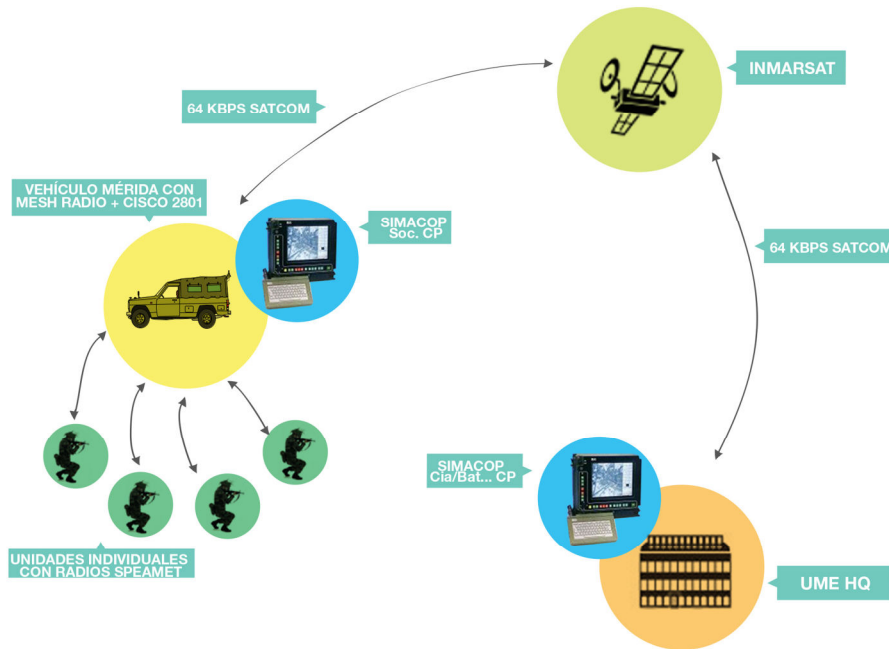 INMARSAT
64 KBPS SATCOM
VEHÍCULO MÉRIDA CON
MESH RADIO + CISCO 2801
SIMACOP
Soc. CP
64 KBPS SATCOM
SIMACOP
Cia/Bat... CP
UNIDADES INDIVIDUALES
CON RADIOS SPEAMET
UME HQ